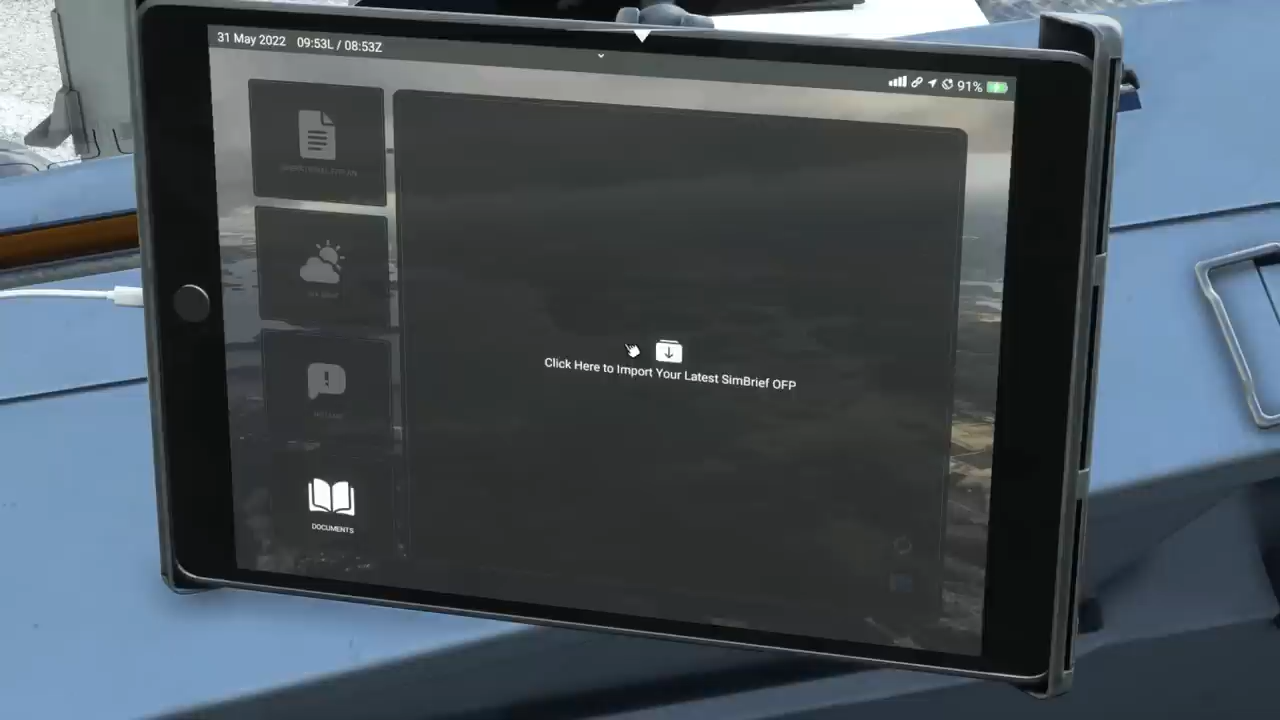 31 May 2022 09:53L / 08:53Z
91%
Click Here to Import Your Latest SimBrief OFP
DOCUMENTS